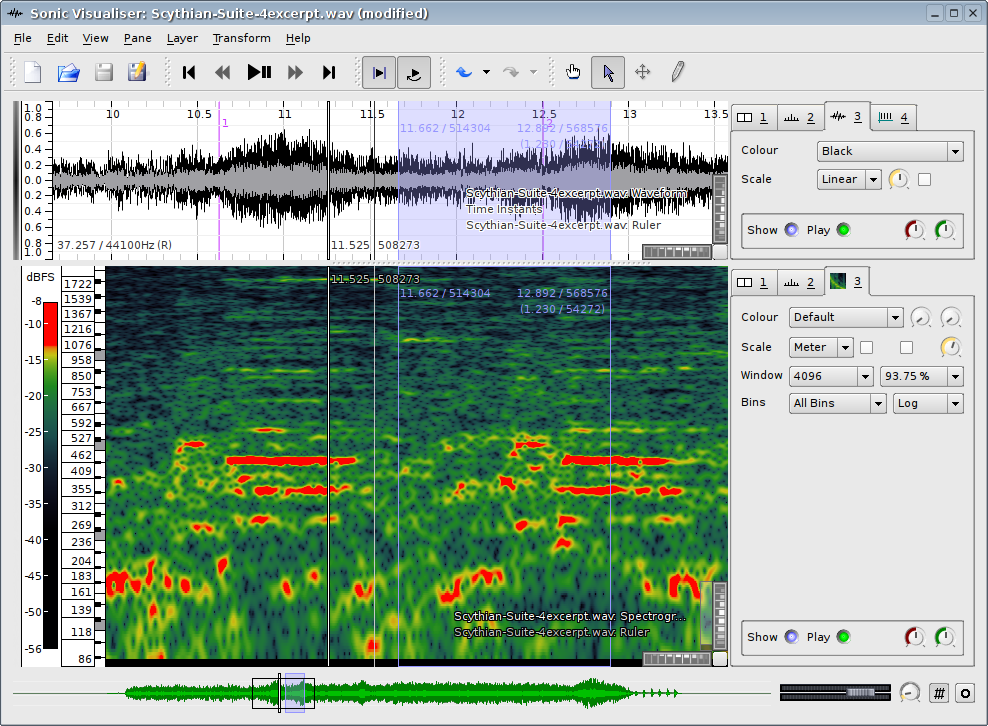 Sonic Visualiser: Scythian-Suite-4excerpt.wav (modified)
File Edit View Pane Layer Transform Help
1.0
0.8
0.6
0.4
0.2
0.0
0.2
0.4
0.6
0.8
1.0
10 10.5 11 11.5 12 12.5 13 13.5
1
2
11.662 / 514304 12.892 / 568576
(1.230 / 54272)
Scythian-Suite-4excerpt.wav: Waveform
Time Instants
Scythian-Suite-4excerpt.wav: Ruler
37.257 / 44100Hz (R)
11.525 508273
1 2 3 4
Colour Black
Scale Linear
Show Play
dBFS
-8
-10
-15
-20
-25
-30
-35
-40
-45
-50
-56
1722
1539
1367
1216
1076
958
850
753
667
592
527
462
409
355
312
269
236
204
183
161
139
118
86
11.525 508273
11.662 / 514304 12.892 / 568576
(1.230 / 54272)
Scythian-Suite-4excerpt.wav: Spectrogr...
Scythian-Suite-4excerpt.wav: Ruler
1 2 3
Colour Default
Scale Meter
Window 4096 93.75 %
Bins All Bins Log
Show Play